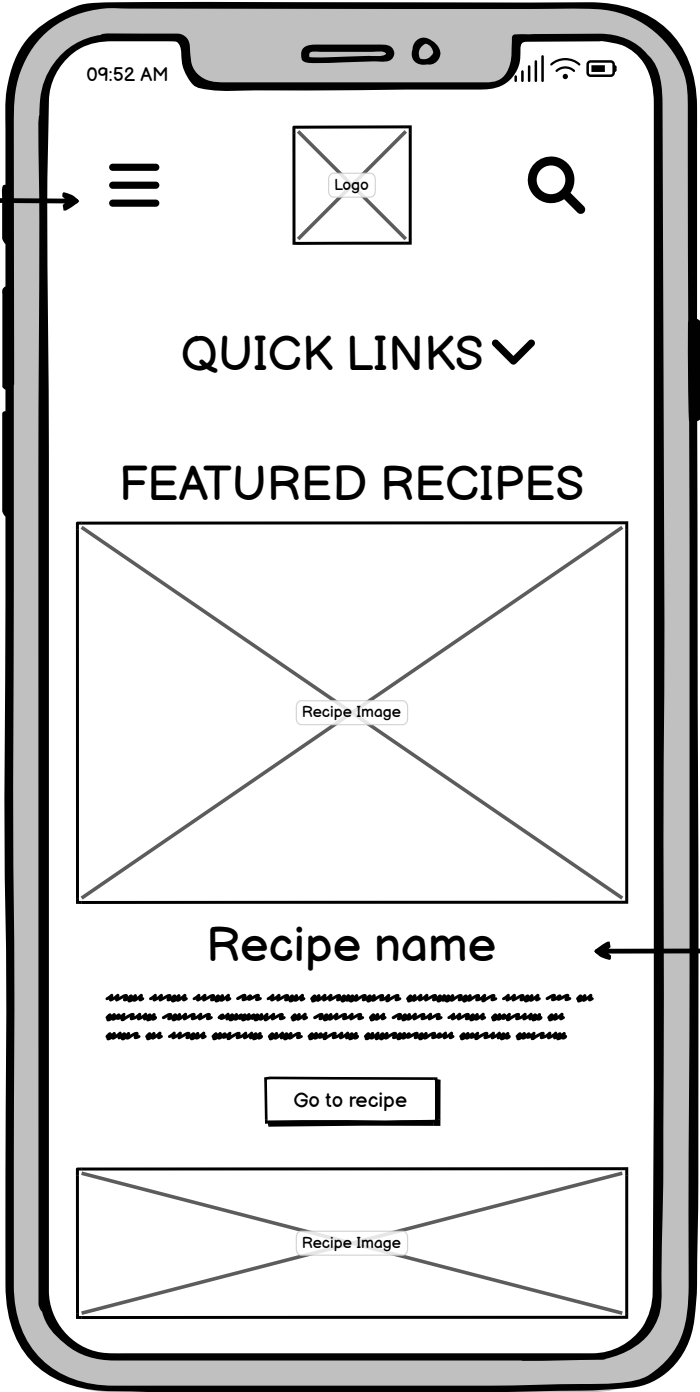 09:52 AM
Logo
QUICK LINKS
FEATURED RECIPES
Recipe Image
Recipe name
Go to recipe
Recipe Image